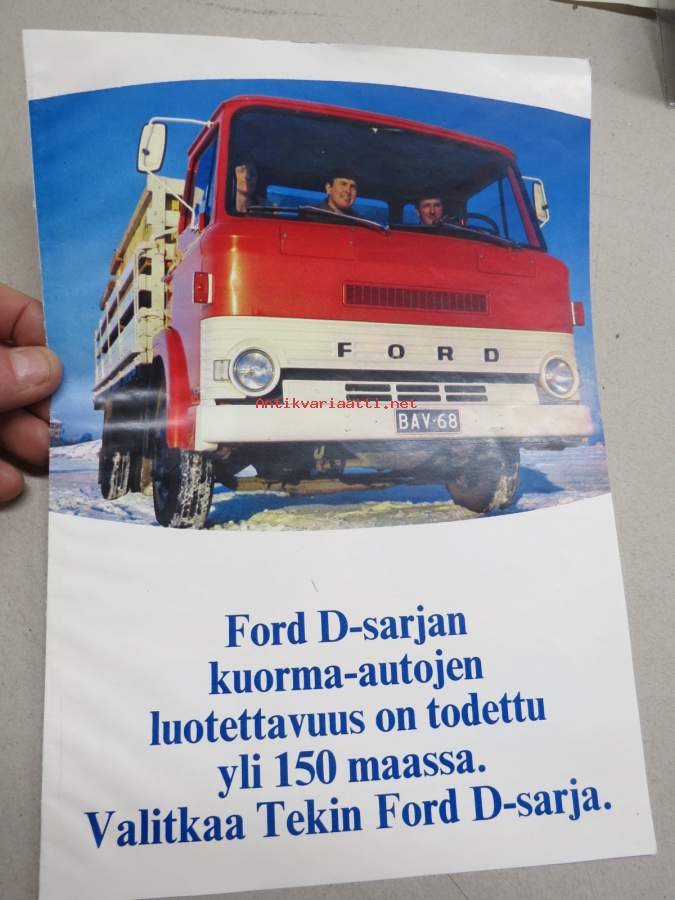 FORD
Antikvariaatti.net
BAV-68
Ford D-sarjan
kuorma-autojen
luotettavuus on todettu
yli 150 maassa.
Valitkaa Tekin Ford D-sarja.